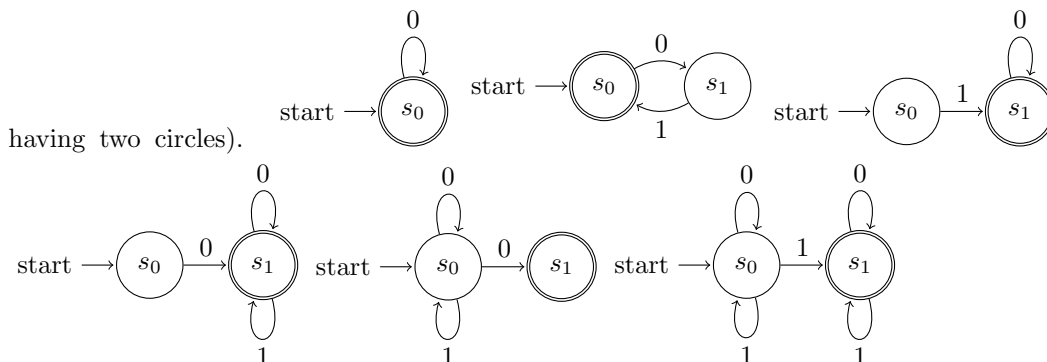 0
0
0
start s₀
start s₀ s₁
start s₀ 1 s₁
1
having two circles).
0 0 0 0
start s₀ 0 s₁
start s₀ 0 s₁
start s₀ 1 s₁
1 1 1 1